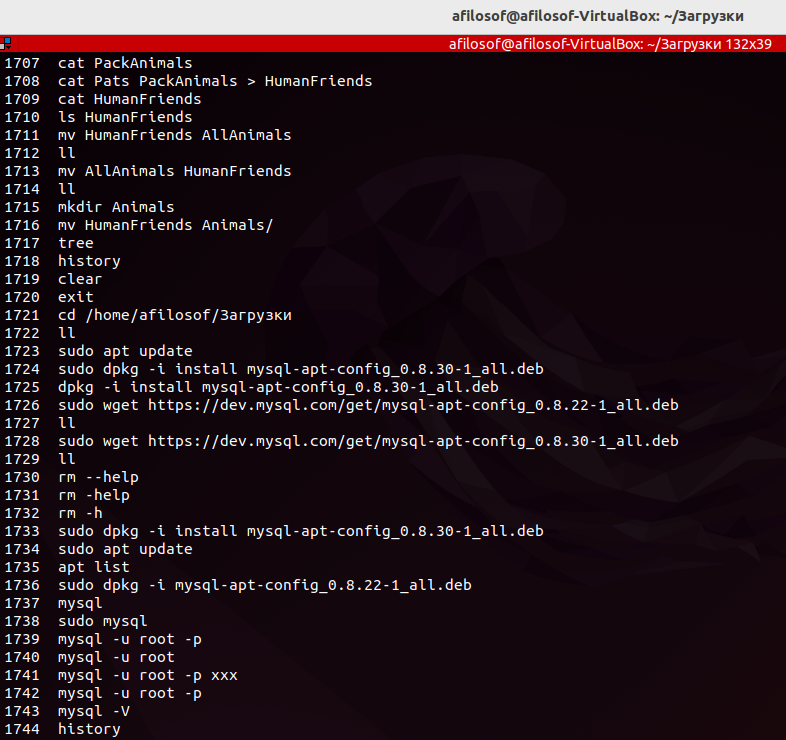 afilosof@afilosof-VirtualBox: ~/Загрузки
afilosof@afilosof-VirtualBox: ~/Загрузки 132x39
1707 cat PackAnimals
1708 cat Pats PackAnimals > HumanFriends
1709 cat HumanFriends
1710 ls HumanFriends
1711 mv HumanFriends AllAnimals
1712 ll
1713 mv AllAnimals HumanFriends
1714 ll
1715 mkdir Animals
1716 mv HumanFriends Animals/
1717 tree
1718 history
1719 clear
1720 exit
1721 cd /home/afilosof/Загрузки
1722 ll
1723 sudo apt update
1724 sudo dpkg -i install mysql-apt-config_0.8.30-1_all.deb
1725 dpkg -i install mysql-apt-config_0.8.30-1_all.deb
1726 sudo wget https://dev.mysql.com/get/mysql-apt-config_0.8.22-1_all.deb
1727 ll
1728 sudo wget https://dev.mysql.com/get/mysql-apt-config_0.8.30-1_all.deb
1729 ll
1730 rm --help
1731 rm -help
1732 rm -h
1733 sudo dpkg -i install mysql-apt-config_0.8.30-1_all.deb
1734 sudo apt update
1735 apt list
1736 sudo dpkg -i mysql-apt-config_0.8.22-1_all.deb
1737 mysql
1738 sudo mysql
1739 mysql -u root -p
1740 mysql -u root
1741 mysql -u root -p xxx
1742 mysql -u root -p
1743 mysql -V
1744 history